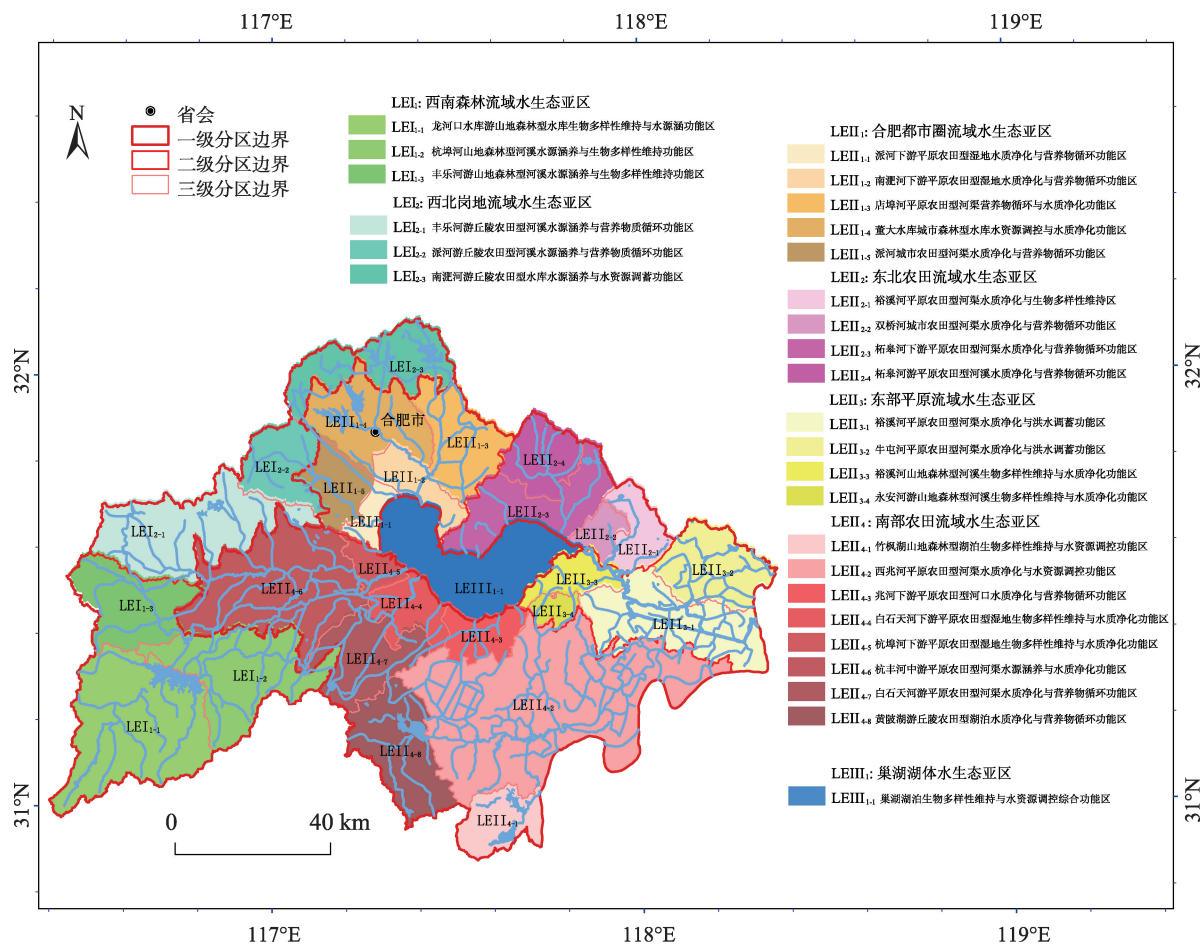 117°E 118°E 119°E
N
省会
一级分区边界
二级分区边界
三级分区边界
LEI₁: 西南森林流域水生态亚区
LEI₁₋₁ 龙河口水库游山地森林型水库生物多样性维持与水源涵功能区
LEI₁₋₂ 杭埠河山地森林型河溪水源涵养与生物多样性维持功能区
LEI₁₋₃ 丰乐河游山地森林型河溪水源涵养与生物多样性维持功能区
LEI₂: 西北岗地流域水生态亚区
LEI₂₋₁ 丰乐河游丘陵农田型河溪水源涵养与营养物质循环功能区
LEI₂₋₂ 派河游丘陵农田型河溪水源涵养与营养物质循环功能区
LEI₂₋₃ 南淝河游丘陵农田型水库水源涵养与水资源调蓄功能区
LEII₁: 合肥都市圈流域水生态亚区
LEII₁₋₁ 派河下游平原农田型湿地水质净化与营养物循环功能区
LEII₁₋₂ 南淝河下游平原农田型湿地水质净化与营养物循环功能区
LEII₁₋₃ 店埠河平原农田型河渠营养物循环与水质净化功能区
LEII₁₋₄ 董大水库城市森林型水库水资源调控与水质净化功能区
LEII₁₋₅ 派河城市农田型河渠水质净化与营养物循环功能区
LEII₂: 东北农田流域水生态亚区
LEII₂₋₁ 裕溪河平原农田型河渠水质净化与生物多样性维持区
LEII₂₋₂ 双桥河城市农田型河渠水质净化与营养物循环功能区
LEII₂₋₃ 柘皋河下游平原农田型河渠水质净化与营养物循环功能区
LEII₂₋₄ 柘皋河游平原农田型河溪水质净化与营养物循环功能区
LEII₃: 东部平原流域水生态亚区
LEII₃₋₁ 裕溪河游平原农田型河渠水质净化与洪水调蓄功能区
LEII₃₋₂ 牛屯河平原农田型河渠水质净化与洪水调蓄功能区
LEII₃₋₃ 裕溪河山地森林型河溪生物多样性维持与水质净化功能区
LEII₃₋₄ 永安河游山地森林型河溪生物多样性维持与水质净化功能区
LEII₄: 南部农田流域水生态亚区
LEII₄₋₁ 竹枫湖山地森林型湖泊生物多样性维持与水资源调控功能区
LEII₄₋₂ 西兆河平原农田型河渠水质净化与水资源调控功能区
LEII₄₋₃ 兆河下游平原农田型河口水质净化与营养物循环功能区
LEII₄₋₄ 白石天河下游平原农田型湿地生物多样性维持与水质净化功能区
LEII₄₋₅ 杭埠河下游平原农田型湿地生物多样性维持与水质净化功能区
LEII₄₋₆ 杭丰河中游平原农田型河渠水源涵养与水质净化功能区
LEII₄₋₇ 白石天河游平原农田型河渠水质净化与营养物循环功能区
LEII₄₋₈ 黄陂湖游丘陵农田型湖泊水质净化与营养物循环功能区
LEIII₁: 巢湖湖体水生态亚区
LEIII₁₋₁ 巢湖湖泊生物多样性维持与水资源调控综合功能区
32°N 32°N
LEI₂₋₃
LEII₁₋₄
合肥市
LEII₁₋₃
LEI₂₋₂
LEII₁₋₂
LEII₂₋₄
LEII₁₋₅
LEII₁₋₁
LEII₂₋₃
LEI₂₋₁
LEII₂₋₂
LEII₂₋₁
LEII₄₋₅
LEII₃₋₃
LEII₃₋₂
LEII₄₋₆
LEIII₁₋₁
LEI₁₋₃
LEII₄₋₄
LEII₃₋₄
LEII₃₋₁
LEII₄₋₃
LEII₄₋₇
LEI₁₋₂
LEII₄₋₂
LEI₁₋₁
LEII₄₋₈
LEII₄₋₁
31°N 31°N
0 40 km
117°E 118°E 119°E